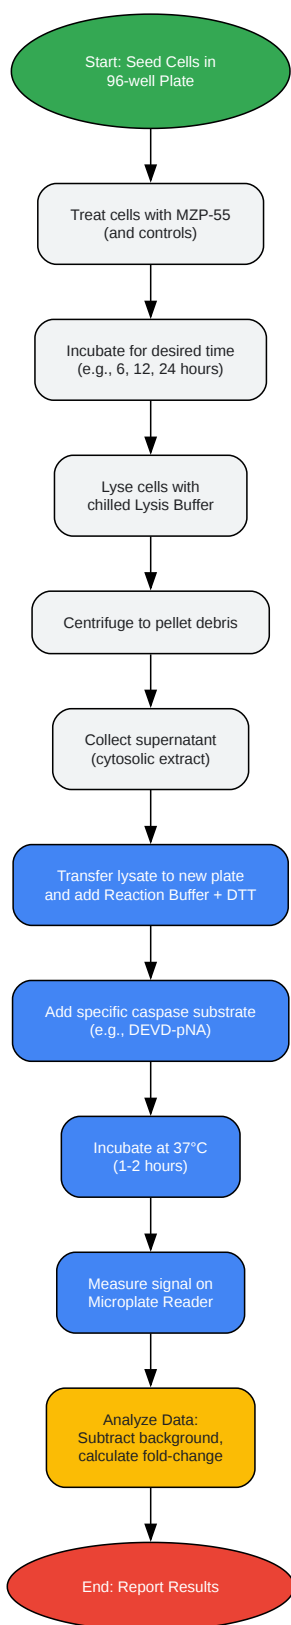 Start: Seed Cells in
96-well Plate
Treat cells with MZP-55
(and controls)
Incubate for desired time
(e.g., 6, 12, 24 hours)
Lyse cells with
chilled Lysis Buffer
Centrifuge to pellet debris
Collect supernatant
(cytosolic extract)
Transfer lysate to new plate
and add Reaction Buffer + DTT
Add specific caspase substrate
(e.g., DEVD-pNA)
Incubate at 37°C
(1-2 hours)
Measure signal on
Microplate Reader
Analyze Data:
Subtract background,
calculate fold-change
End: Report Results